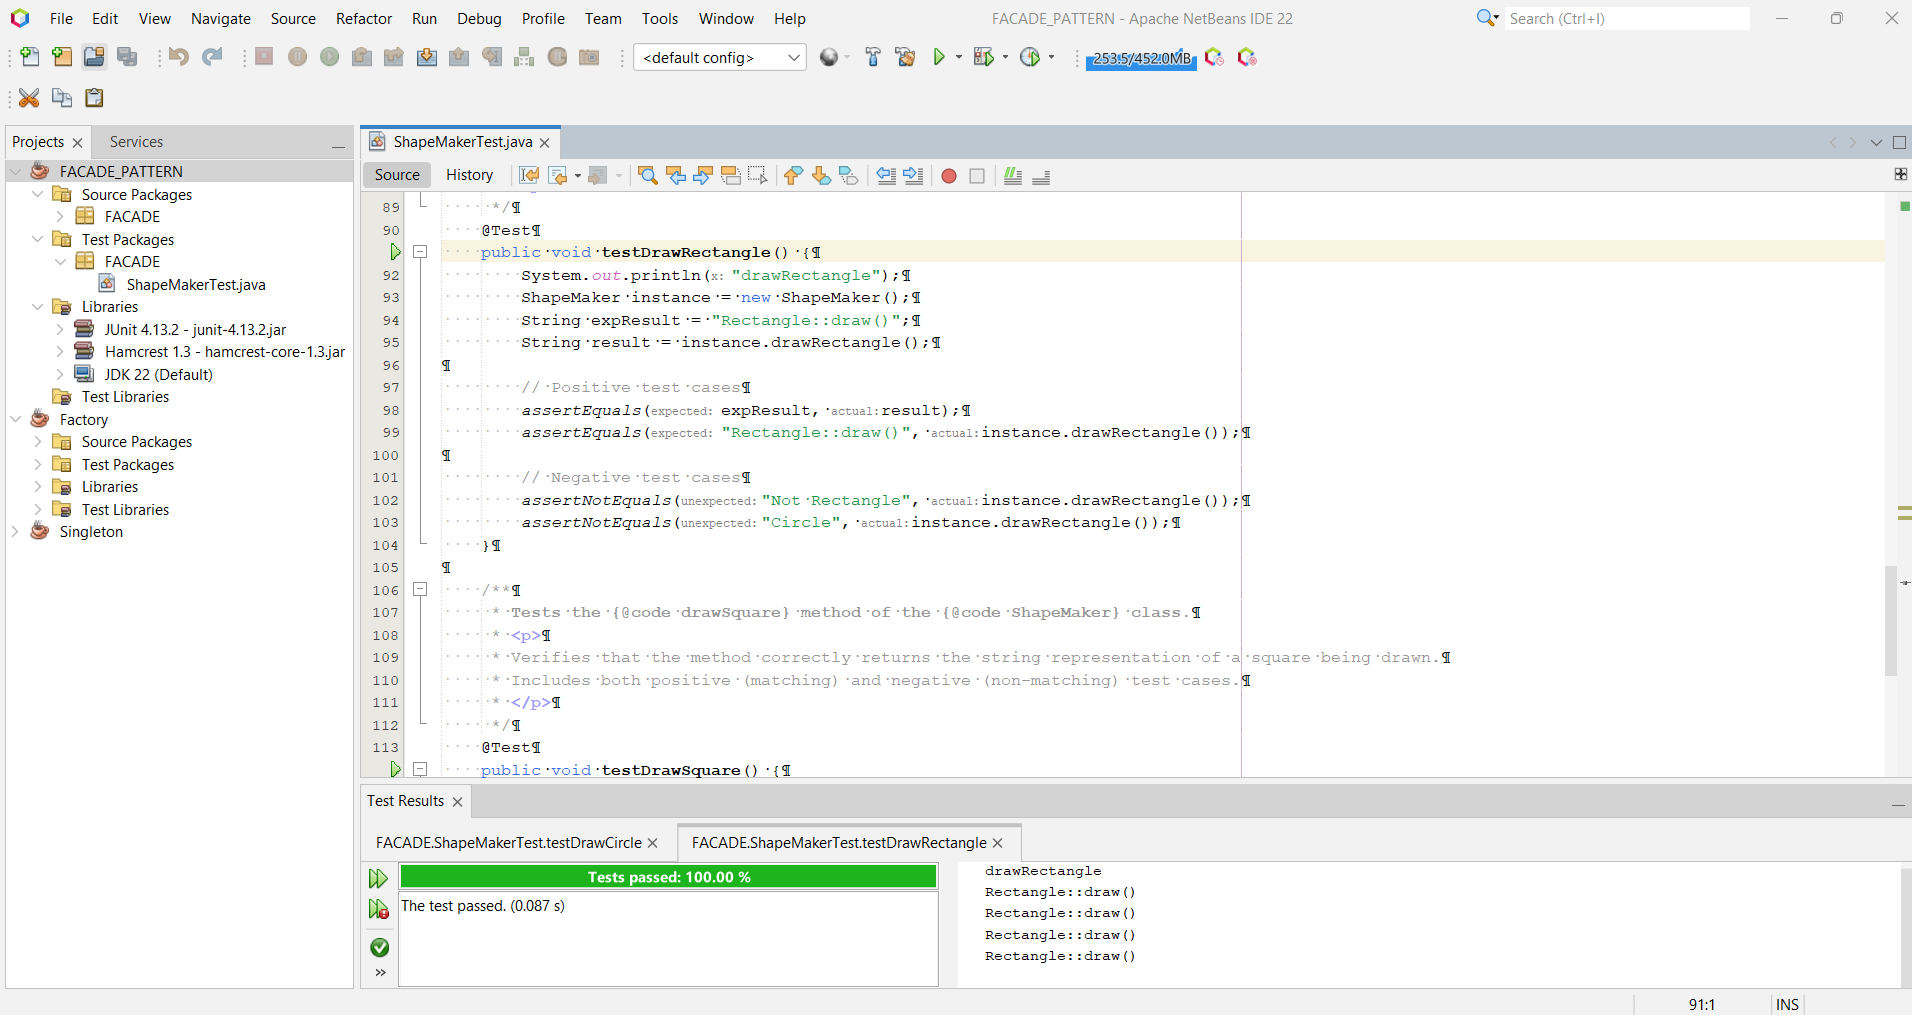 File Edit View Navigate Source Refactor Run Debug Profile Team Tools Window Help
FACADE_PATTERN - Apache NetBeans IDE 22
Search (Ctrl+I)
<default config>
253.5/452.0MB
Projects
Services
FACADE_PATTERN
Source Packages
FACADE
Test Packages
FACADE
ShapeMakerTest.java
Libraries
JUnit 4.13.2 - junit-4.13.2.jar
Hamcrest 1.3 - hamcrest-core-1.3.jar
JDK 22 (Default)
Test Libraries
Factory
Source Packages
Test Packages
Libraries
Test Libraries
Singleton
ShapeMakerTest.java
Source History
89 */¶
90 @Test¶
public void testDrawRectangle() {¶
92 System.out.println(x: "drawRectangle");¶
93 ShapeMaker instance = new ShapeMaker();¶
94 String expResult = "Rectangle::draw()";¶
95 String result = instance.drawRectangle();¶
96 ¶
97 // Positive test cases¶
98 assertEquals(expected: expResult, actual: result);¶
99 assertEquals(expected: "Rectangle::draw()", actual: instance.drawRectangle());¶
100 ¶
101 // Negative test cases¶
102 assertNotEquals(unexpected: "Not Rectangle", actual: instance.drawRectangle());¶
103 assertNotEquals(unexpected: "Circle", actual: instance.drawRectangle());¶
104 }¶
105 ¶
106 /**¶
107 * Tests the {@code drawSquare} method of the {@code ShapeMaker} class.¶
108 * <p>¶
109 * Verifies that the method correctly returns the string representation of a square being drawn.¶
110 * Includes both positive (matching) and negative (non-matching) test cases.¶
111 * </p>¶
112 */¶
113 @Test¶
public void testDrawSquare() {¶
Test Results
FACADE.ShapeMakerTest.testDrawCircle
FACADE.ShapeMakerTest.testDrawRectangle
Tests passed: 100.00 %
The test passed. (0.087 s)
drawRectangle
Rectangle::draw()
Rectangle::draw()
Rectangle::draw()
Rectangle::draw()
91:1
INS